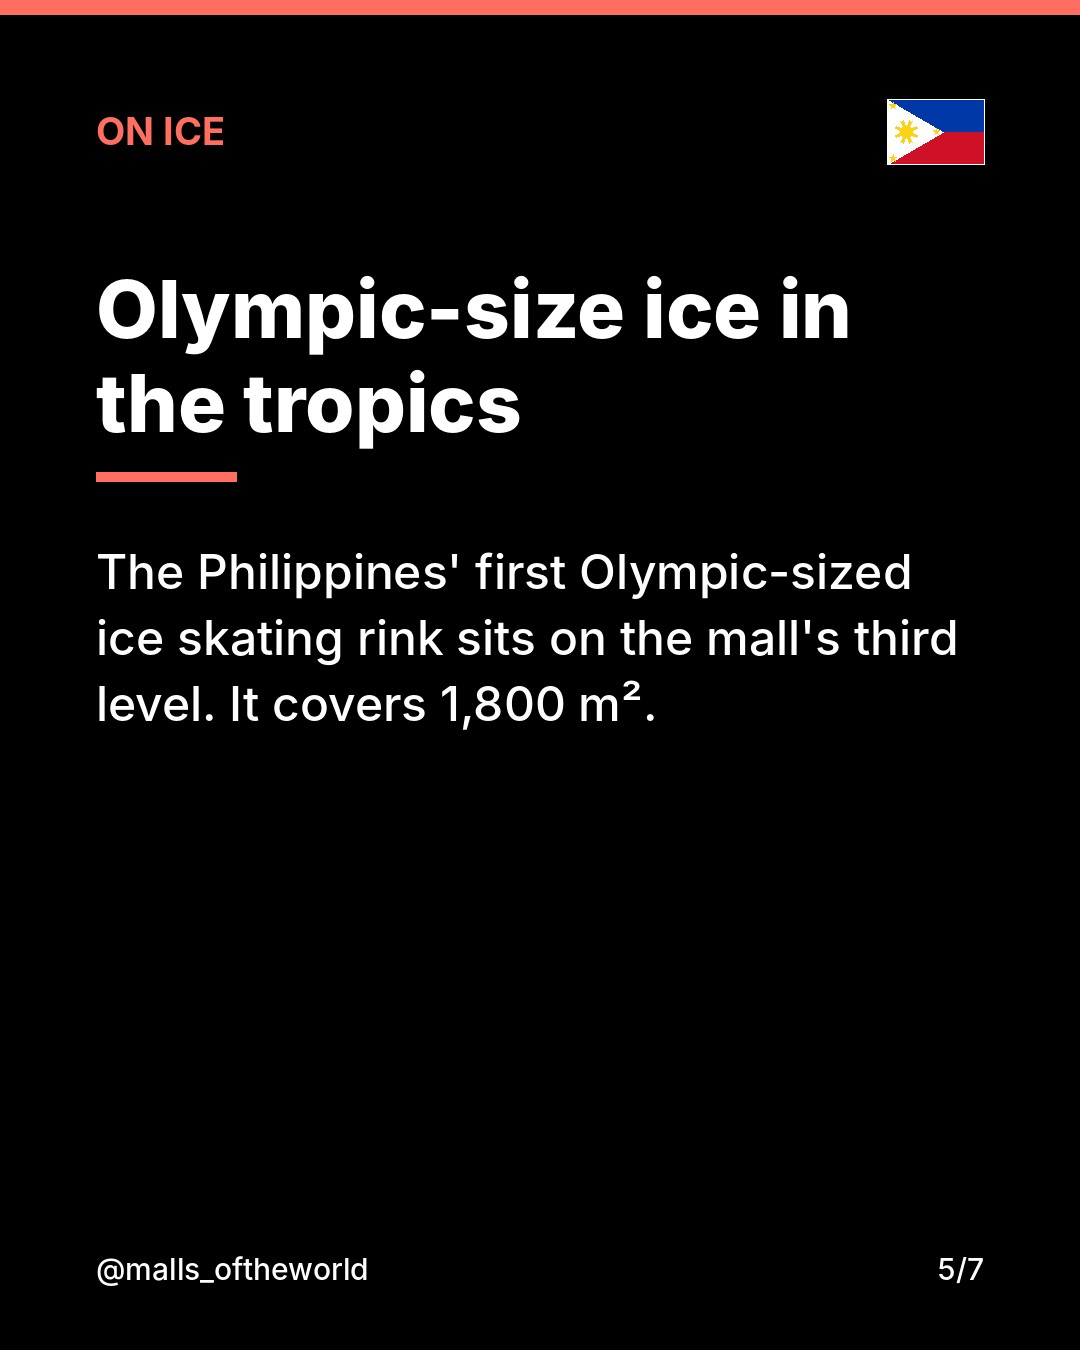 ON ICE
Olympic-size ice in
the tropics
The Philippines' first Olympic-sized
ice skating rink sits on the mall's third
level. It covers 1,800 m².
@malls_oftheworld
5/7